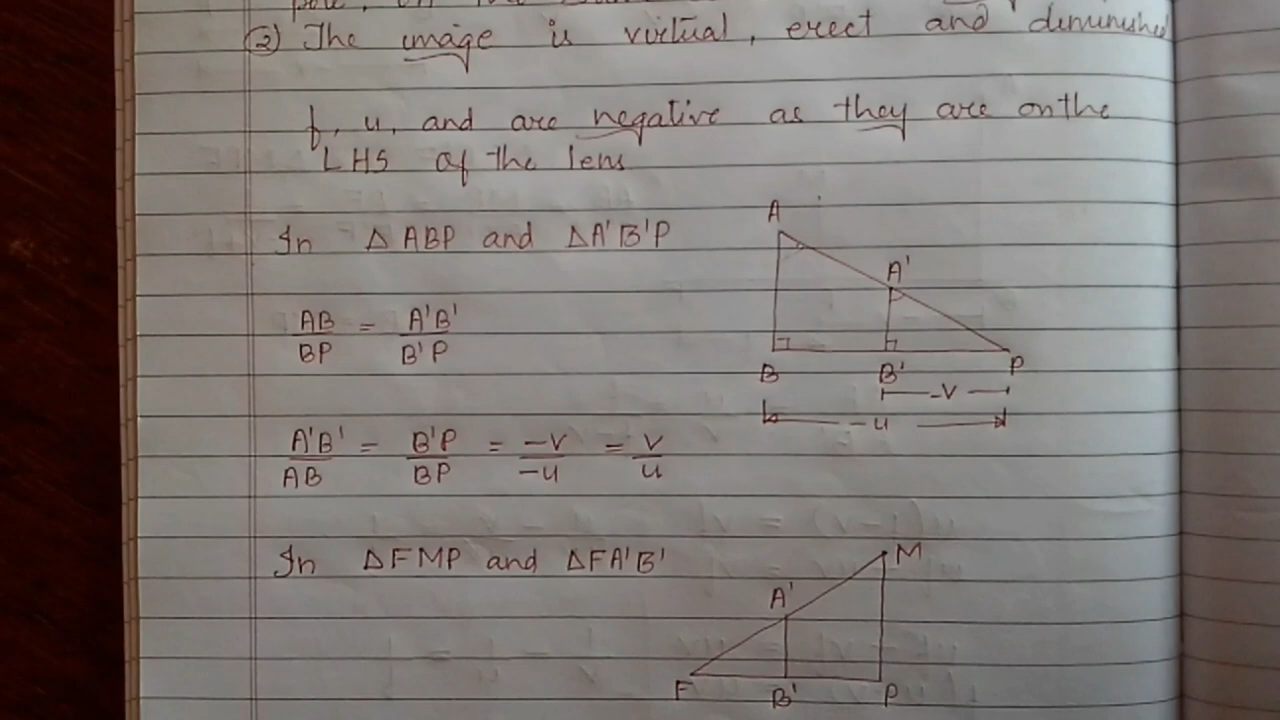 ② The image is virtual, erect and diminished
f, u, and are negative as they are on the
LHS of the lens
In Δ ABP and ΔA'B'P
A
A'
AB/BP = A'B'/B'P
B B' P
-v
-u
A'B'/AB = B'P/BP = -v/-u = v/u
In ΔFMP and ΔFA'B'
M
A'
F B' P